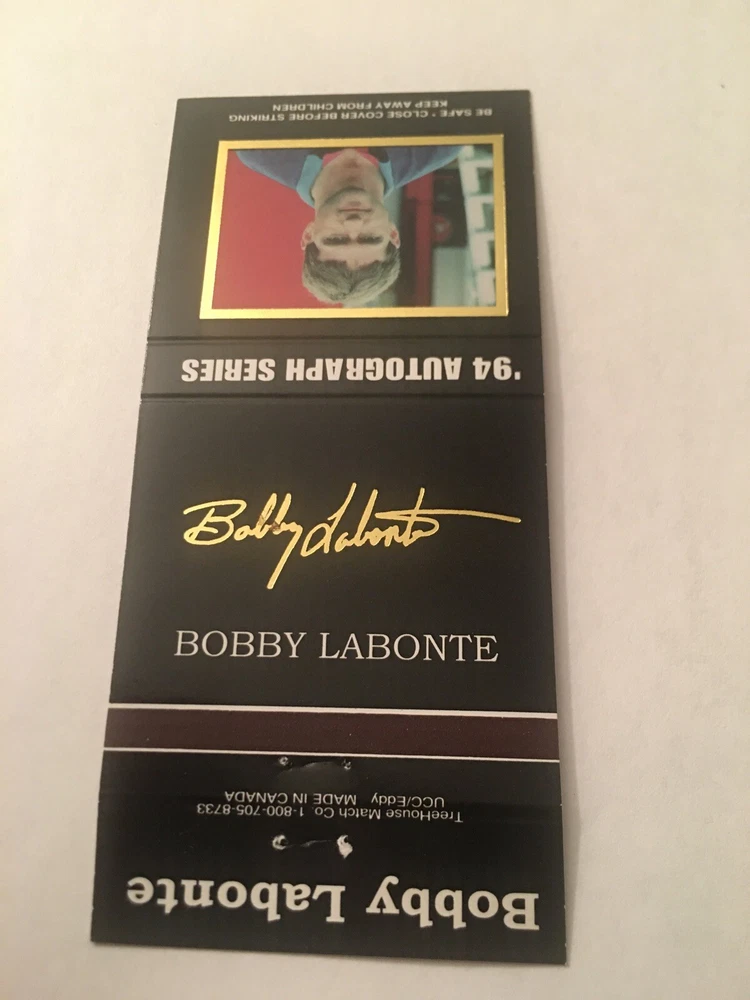 BE SAFE • CLOSE COVER BEFORE STRIKING
KEEP AWAY FROM CHILDREN
'94 AUTOGRAPH SERIES
Bobby Labonte
BOBBY LABONTE
TreeHouse Match Co. 1-800-705-8733
UCC/Eddy MADE IN CANADA
Bobby Labonte